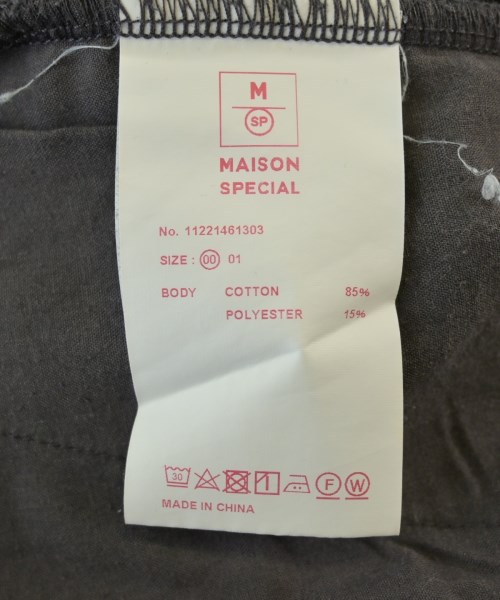 M
SP
MAISON
SPECIAL
No. 11221461303
SIZE : 00 01
BODY COTTON 85%
POLYESTER 15%
30 F W
MADE IN CHINA